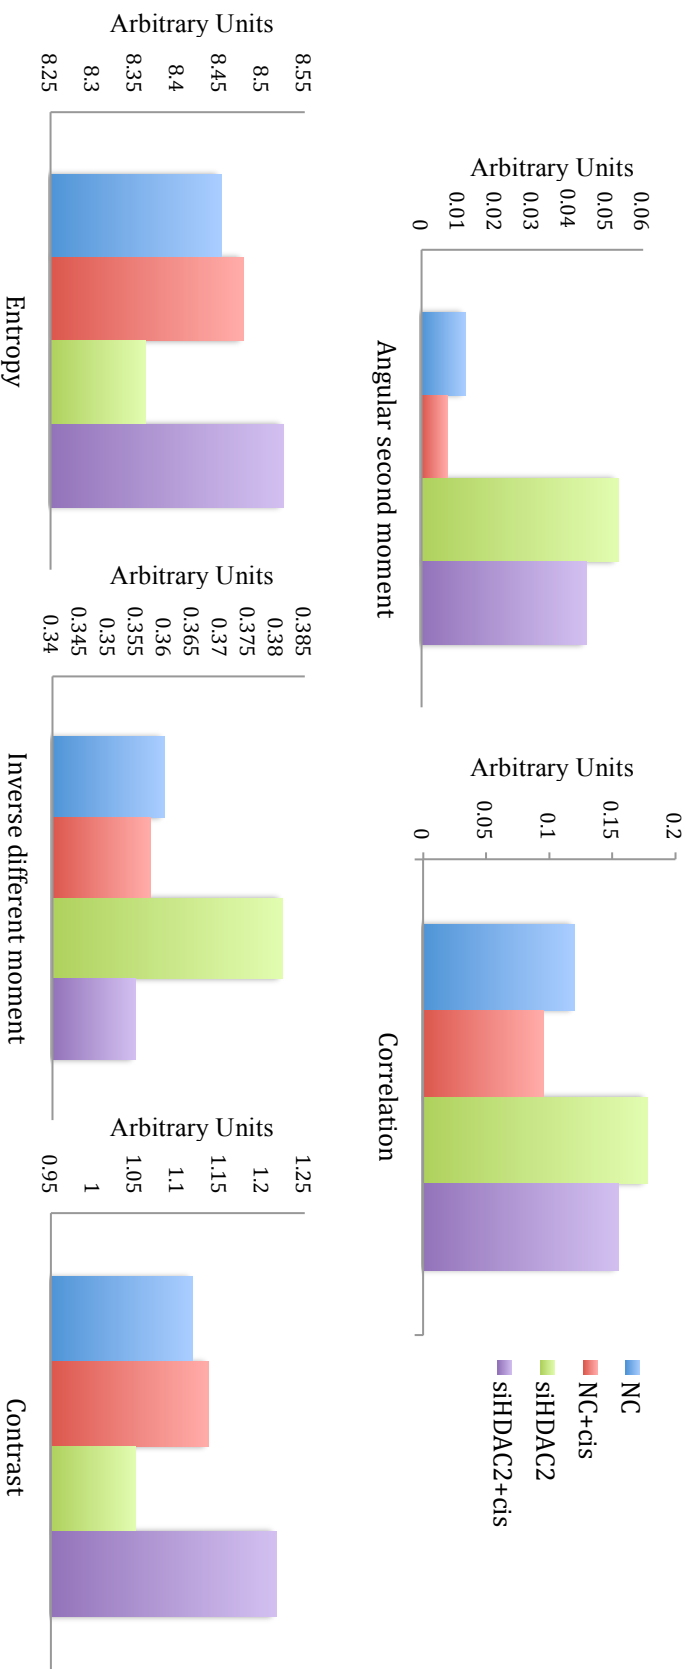 Arbitrary Units
0.06
0.05
0.04
0.03
0.02
0.01
0
Angular second moment
Arbitrary Units
0.2
0.15
0.1
0.05
0
Correlation
NC
NC+cis
siHDAC2
siHDAC2+cis
Arbitrary Units
8.55
8.5
8.45
8.4
8.35
8.3
8.25
Entropy
Arbitrary Units
0.385
0.38
0.375
0.37
0.365
0.36
0.355
0.35
0.345
0.34
Inverse different moment
Arbitrary Units
1.25
1.2
1.15
1.1
1.05
1
0.95
Contrast